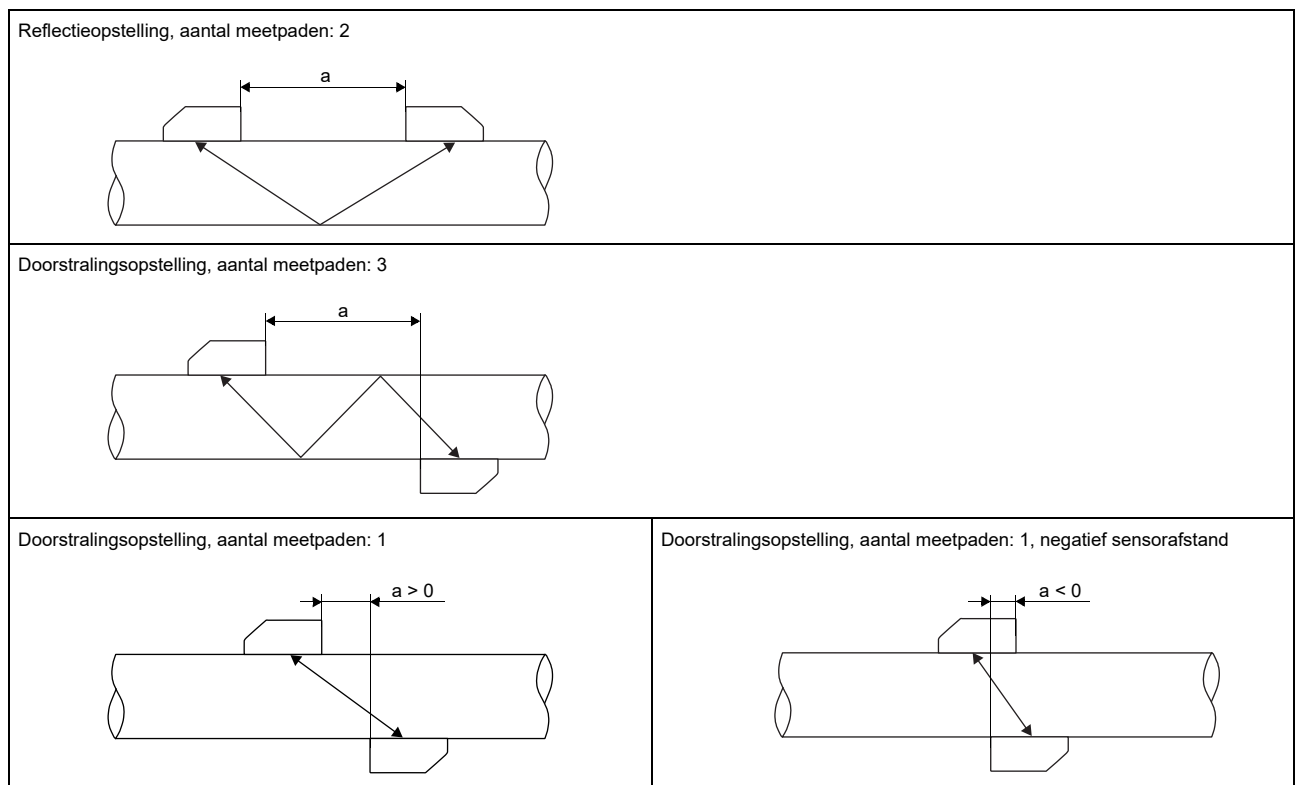 Reflectieopstelling, aantal meetpaden: 2
a
Doorstralingsopstelling, aantal meetpaden: 3
a
Doorstralingsopstelling, aantal meetpaden: 1
a > 0
Doorstralingsopstelling, aantal meetpaden: 1, negatief sensorafstand
a < 0